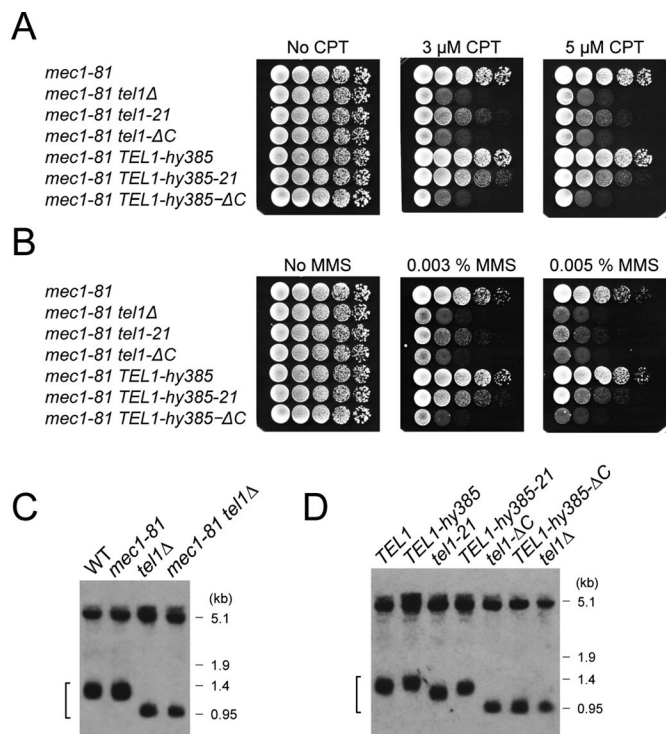 A
No CPT 3 µM CPT 5 µM CPT
mec1-81
mec1-81 tel1Δ
mec1-81 tel1-21
mec1-81 tel1-ΔC
mec1-81 TEL1-hy385
mec1-81 TEL1-hy385-21
mec1-81 TEL1-hy385-ΔC
B
No MMS 0.003 % MMS 0.005 % MMS
mec1-81
mec1-81 tel1Δ
mec1-81 tel1-21
mec1-81 tel1-ΔC
mec1-81 TEL1-hy385
mec1-81 TEL1-hy385-21
mec1-81 TEL1-hy385-ΔC
C
WT mec1-81 tel1Δ mec1-81 tel1Δ
(kb)
5.1
1.9
1.4
0.95
D
TEL1 TEL1-hy385 tel1-21 TEL1-hy385-21 tel1-ΔC TEL1-hy385-ΔC tel1Δ
(kb)
5.1
1.9
1.4
0.95